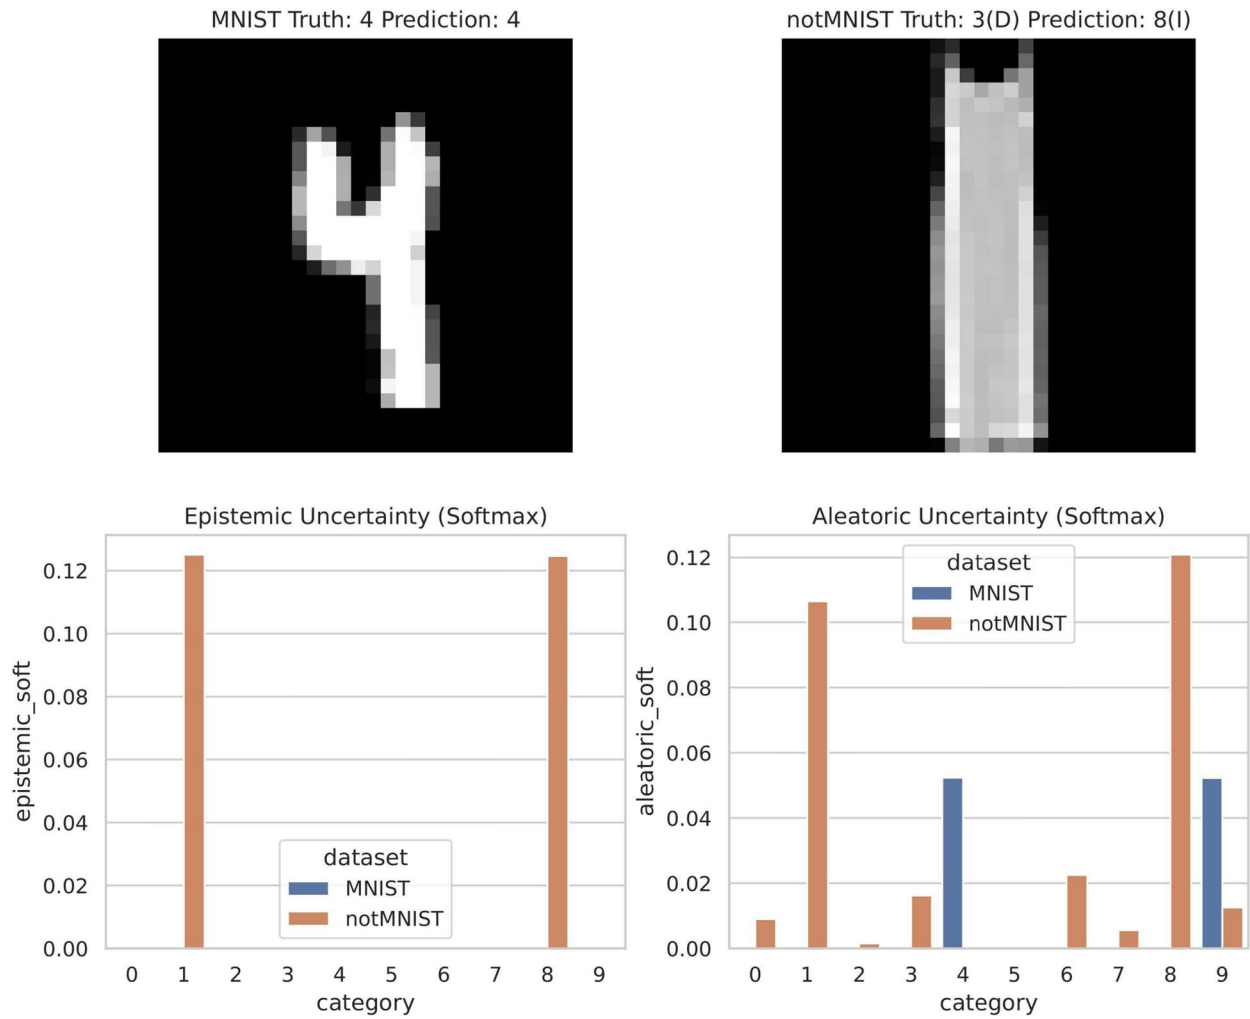 MNIST Truth: 4 Prediction: 4
notMNIST Truth: 3(D) Prediction: 8(I)
Epistemic Uncertainty (Softmax)
epistemic_soft
0.12
0.10
0.08
0.06
0.04
0.02
0.00
dataset
MNIST
notMNIST
0 1 2 3 4 5 6 7 8 9
category
Aleatoric Uncertainty (Softmax)
aleatoric_soft
0.12
0.10
0.08
0.06
0.04
0.02
0.00
dataset
MNIST
notMNIST
0 1 2 3 4 5 6 7 8 9
category